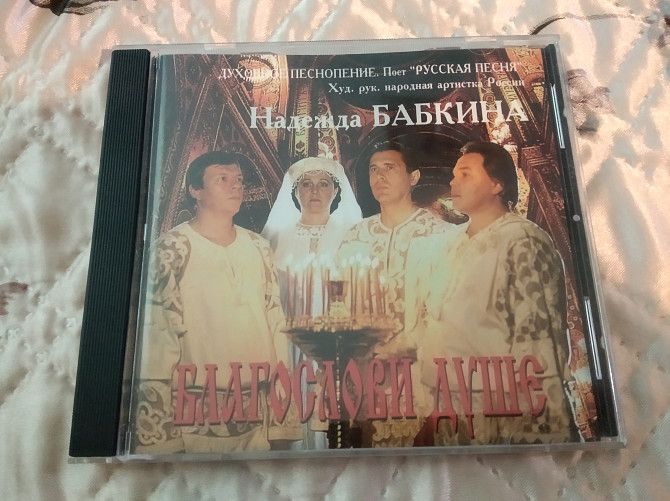 ДУХОВНОЕ ПЕСНОПЕНИЕ. Поет "РУССКАЯ ПЕСНЯ"
Худ. рук. народная артистка России
Надежда БАБКИНА
БЛАГОСЛОВИ ДУШЕ